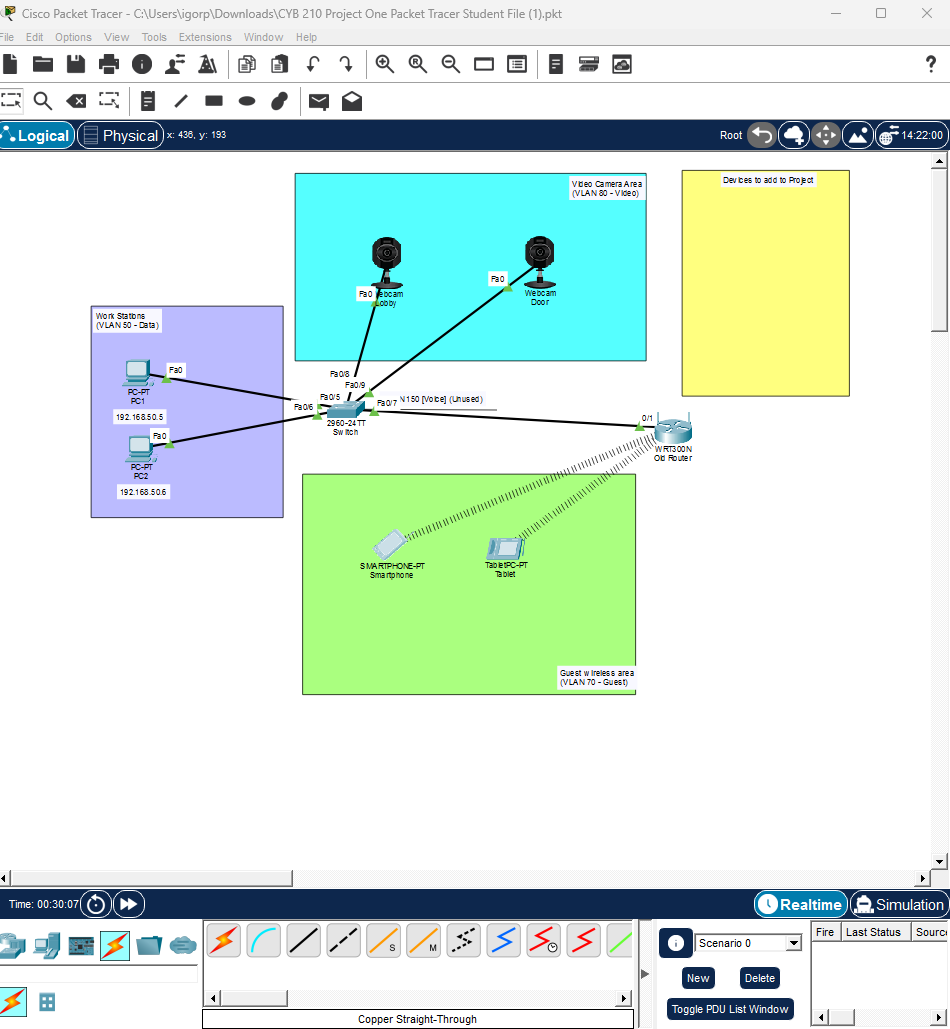 Cisco Packet Tracer - C:\Users\igorp\Downloads\CYB 210 Project One Packet Tracer Student File (1).pkt
File Edit Options View Tools Extensions Window Help
?
Logical Physical x: 438, y: 193 Root 14:22:00
Video Camera Area
(VLAN 80 - Video)
Devices to add to Project
Fa0
Webcam
Door
Fa0 ebcam
obby
Work Stations
(VLAN 50 - Data)
Fa0
PC-PT
PC1
192.168.50.5
Fa0
PC-PT
PC2
192.168.50.6
Fa0/8
Fa0/9
Fa0/5
Fa0/6
Fa0/7
N 150 [Voice] (Unused)
2960-24TT
Switch
0/1
WRT300N
Old Router
SMARTPHONE-PT
Smartphone
TabletPC-PT
Tablet
Guest wireless area
(VLAN 70 - Guest)
Time: 00:30:07
Realtime Simulation
S M
Scenario 0
New Delete
Toggle PDU List Window
Fire Last Status Source
Copper Straight-Through